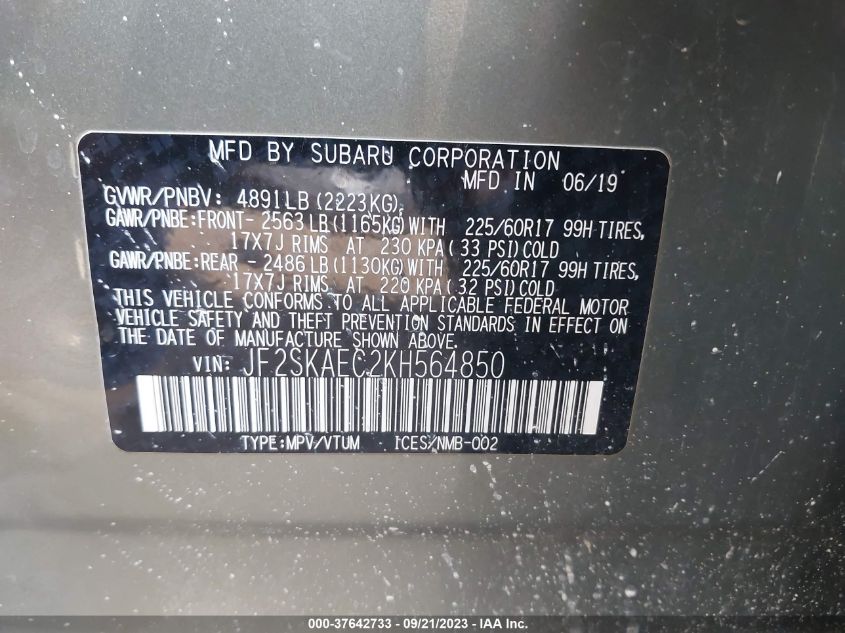 MFD BY SUBARU CORPORATION
MFD IN 06/19
GVWR/PNBV: 4891LB(2223KG),
GAWR/PNBE:FRONT- 2563LB(1165KG)WITH 225/60R17 99H TIRES,
17X7J RIMS AT 230 KPA( 33 PSI)COLD
GAWR/PNBE:REAR -2486LB(1130KG)WITH 225/60R17 99H TIRES,
17X7J RIMS AT 220 KPA( 32 PSI)COLD
THIS VEHICLE CONFORMS TO ALL APPLICABLE FEDERAL MOTOR
VEHICLE SAFETY AND THEFT PREVENTION STANDARDS IN EFFECT ON
THE DATE OF MANUFACTURE SHOWN ABOVE.
VIN: JF2SKAEC2KH564850
TYPE:MPV/VTUM ICES/NMB-002
000-37642733 - 09/21/2023 - IAA Inc.